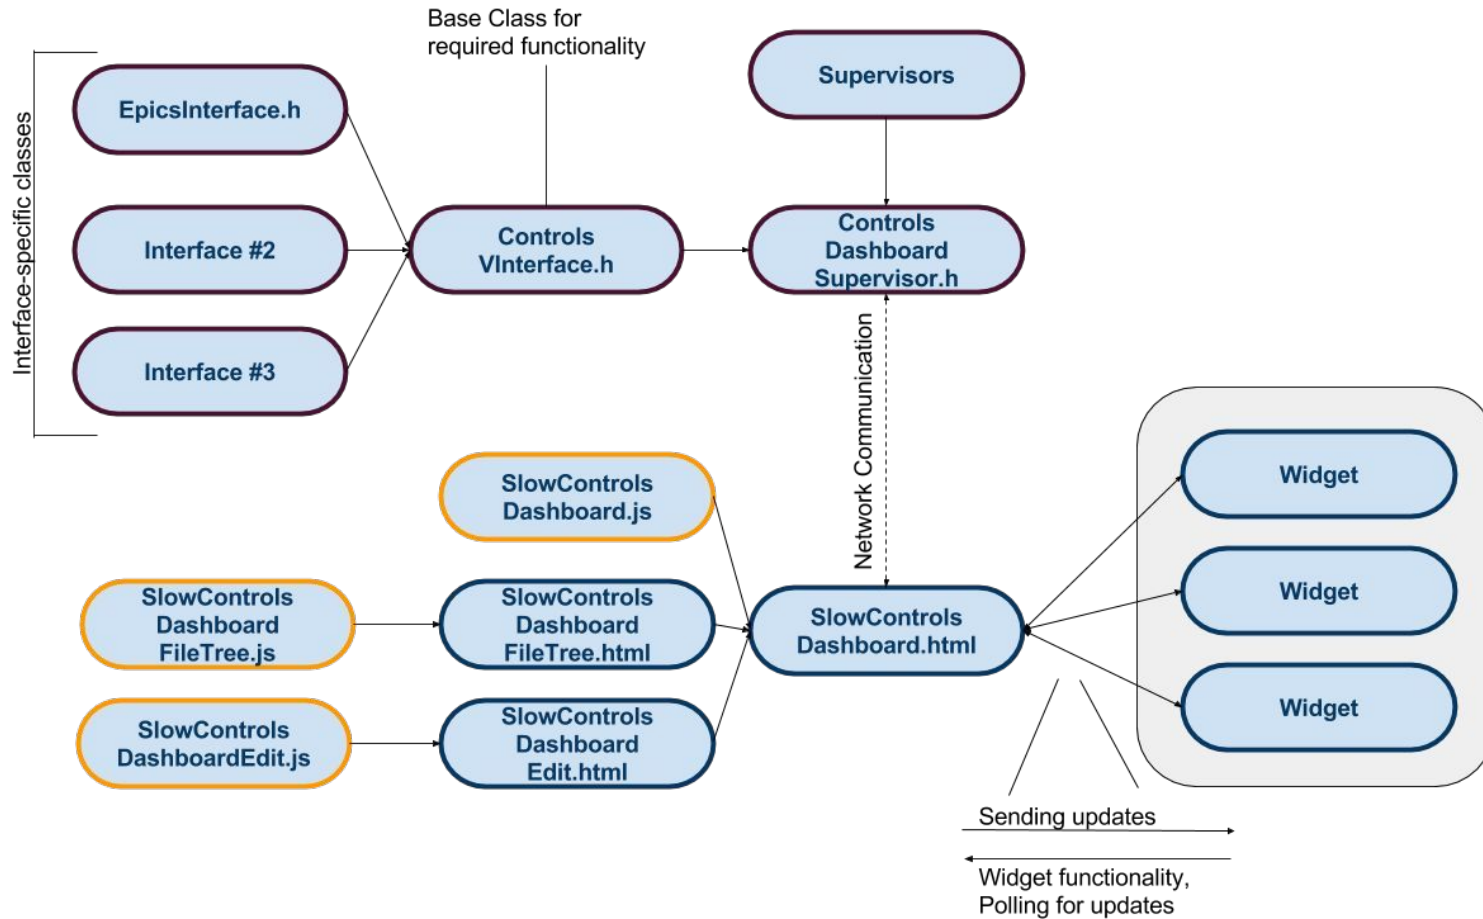 Base Class for
required functionality
Supervisors
EpicsInterface.h
Interface-specific classes
Interface #2
Controls
VInterface.h
Controls
Dashboard
Supervisor.h
Interface #3
Network Communication
SlowControls
Dashboard.js
Widget
SlowControls
Dashboard
FileTree.js
SlowControls
Dashboard
FileTree.html
SlowControls
Dashboard.html
Widget
SlowControls
DashboardEdit.js
SlowControls
Dashboard
Edit.html
Widget
Sending updates
Widget functionality,
Polling for updates